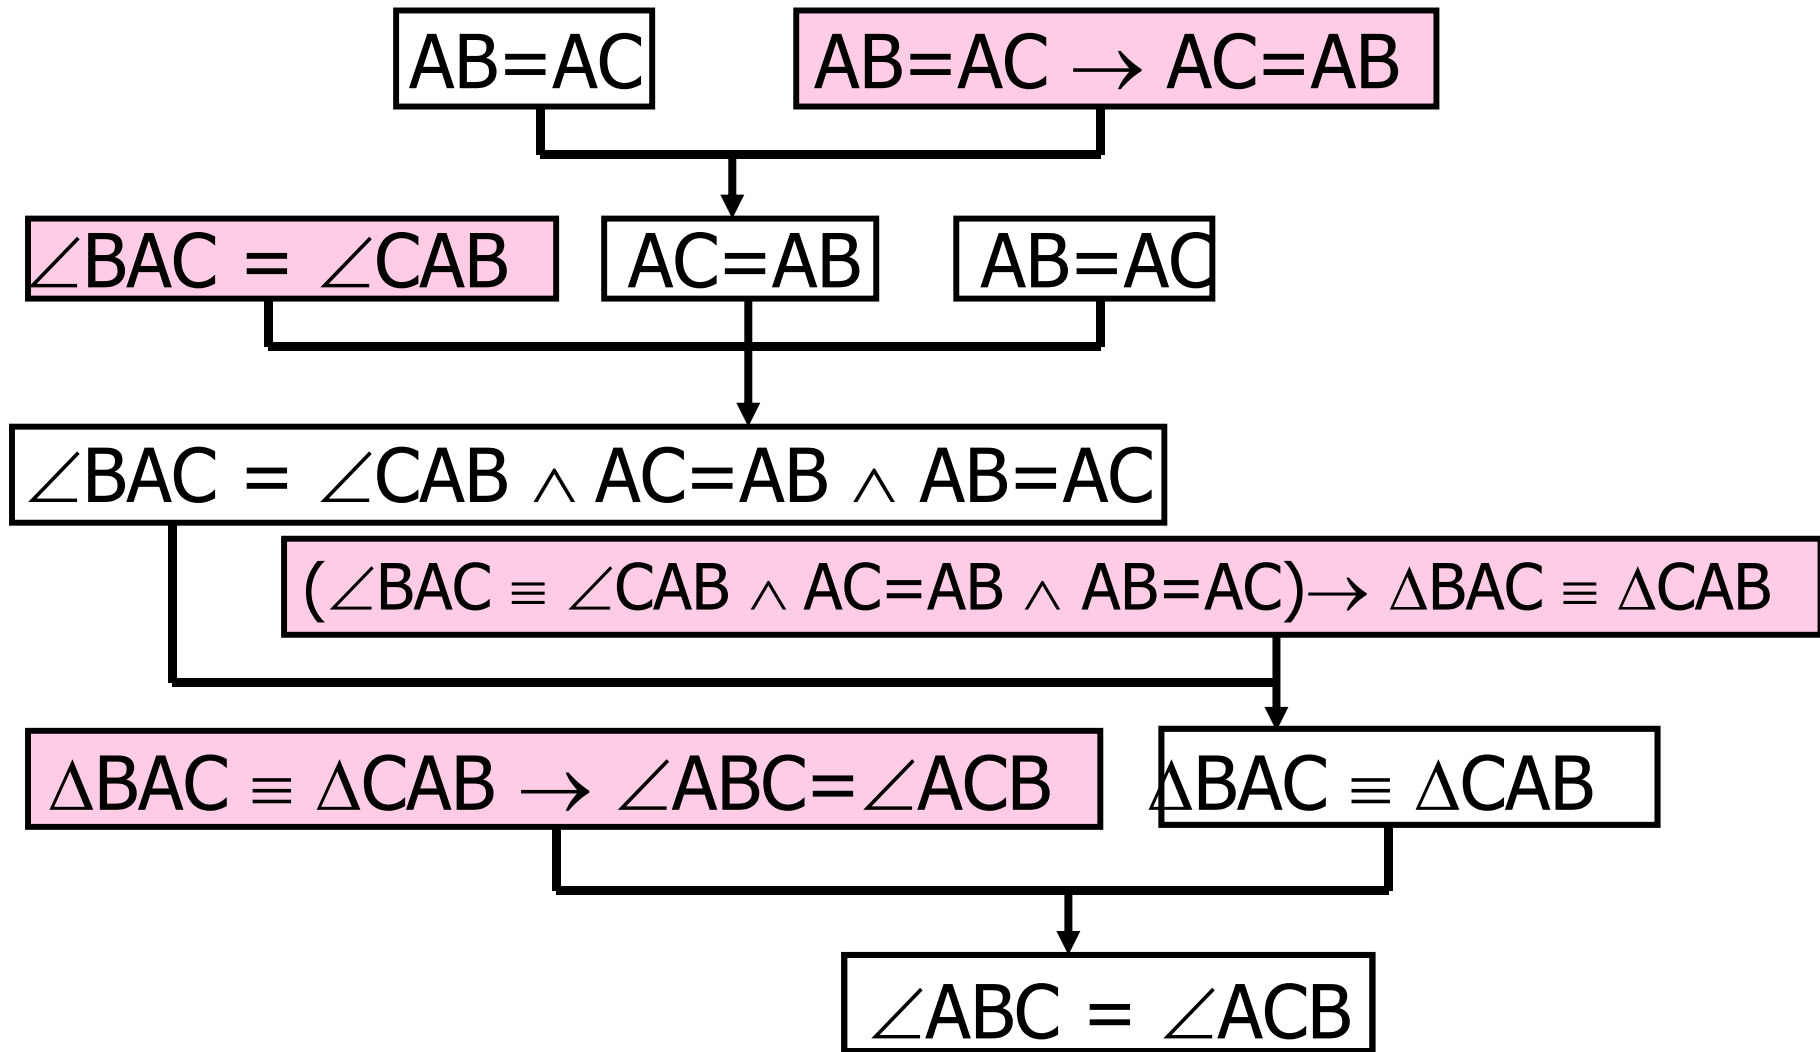 AB=AC
AB=AC → AC=AB
∠BAC = ∠CAB
AC=AB
AB=AC
∠BAC = ∠CAB ∧ AC=AB ∧ AB=AC
(∠BAC ≡ ∠CAB ∧ AC=AB ∧ AB=AC)→ ΔBAC ≡ ΔCAB
ΔBAC ≡ ΔCAB → ∠ABC=∠ACB
ΔBAC ≡ ΔCAB
∠ABC = ∠ACB